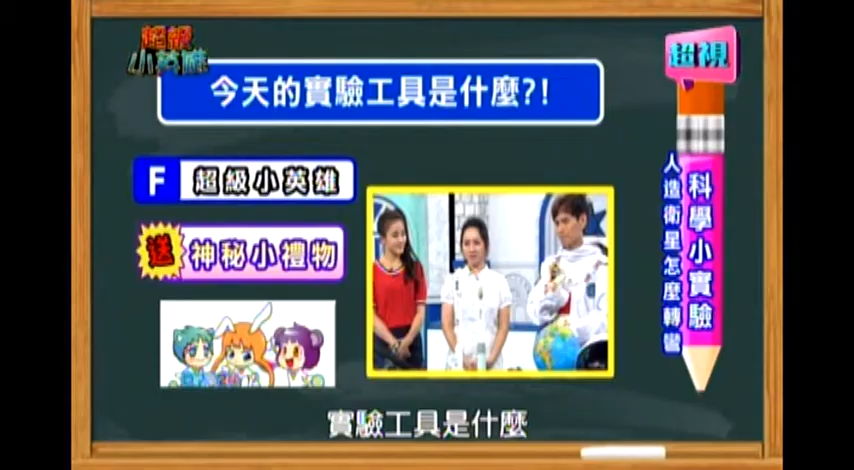 超級
小英雄
超視
今天的實驗工具是什麼?!
F 超級小英雄
送 神秘小禮物
科學小實驗
人造衛星怎麼轉彎
實驗工具是什麼